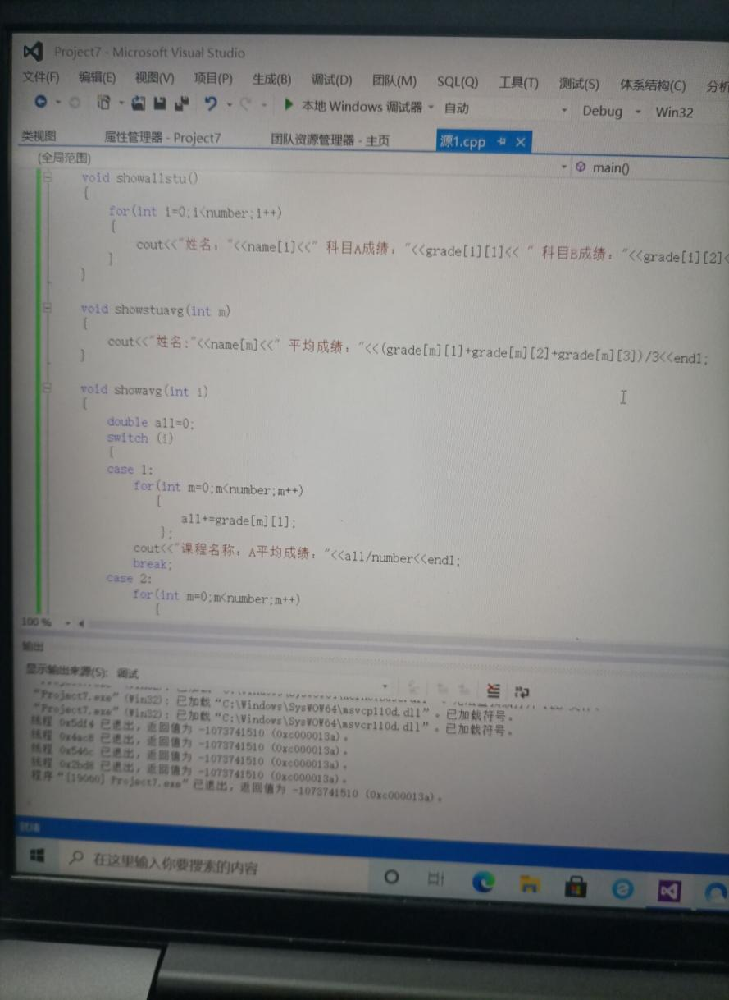 Project7 - Microsoft Visual Studio
文件(F) 编辑(E) 视图(V) 项目(P) 生成(B) 调试(D) 团队(M) SQL(Q) 工具(T) 测试(S) 体系结构(C) 分析
本地 Windows 调试器 自动 Debug Win32
类视图 属性管理器 - Project7 团队资源管理器 - 主页 源1.cpp
(全局范围) main()
void showallstu()
{
for(int i=0;i<number;i++)
{
cout<<"姓名："<<name[i]<<" 科目A成绩："<<grade[i][1]<< " 科目B成绩："<<grade[i][2]<
}
}
void showstuavg(int m)
{
cout<<"姓名:"<<name[m]<<" 平均成绩："<<(grade[m][1]+grade[m][2]+grade[m][3])/3<<endl;
}
void showavg(int i)
{
double all=0;
switch (i)
{
case 1:
for(int m=0;m<number;m++)
{
all+=grade[m][1];
};
cout<<"课程名称：A平均成绩："<<all/number<<endl;
break;
case 2:
for(int m=0;m<number;m++)
{
100 %
输出
显示输出来源(S): 调试
"Project7.exe" (Win32): 已加载 "C:\Windows\SysWOW64\msvcp110d.dll"。已加载符号。
"Project7.exe" (Win32): 已加载 "C:\Windows\SysWOW64\msvcr110d.dll"。已加载符号。
线程 0x5df4 已退出，返回值为 -1073741510 (0xc000013a)。
线程 0x4ac8 已退出，返回值为 -1073741510 (0xc000013a)。
线程 0x546c 已退出，返回值为 -1073741510 (0xc000013a)。
线程 0x2bd8 已退出，返回值为 -1073741510 (0xc000013a)。
程序 "[19060] Project7.exe" 已退出，返回值为 -1073741510 (0xc000013a)。
就绪
在这里输入你要搜索的内容